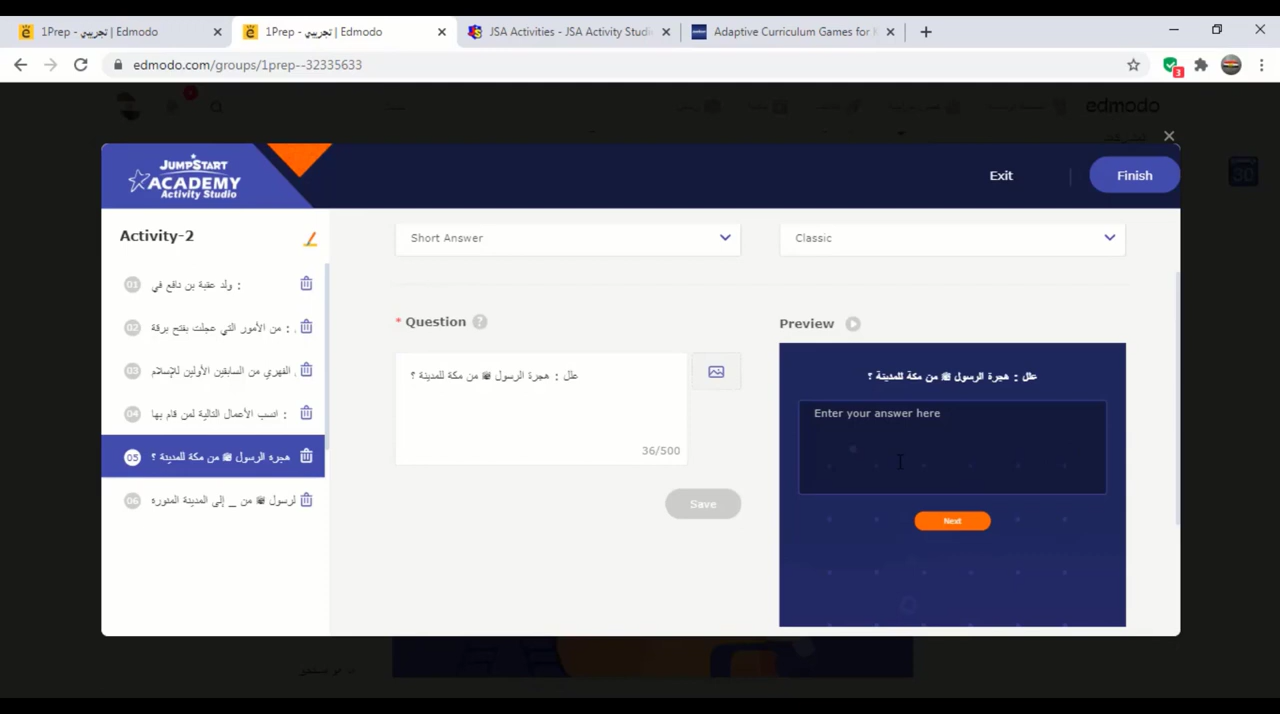 1Prep - تجريبي | Edmodo
1Prep - تجريبي | Edmodo
JSA Activities - JSA Activity Studi
Adaptive Curriculum Games for
edmodo.com/groups/1prep--32335633
3
edmodo
JUMPSTART
ACADEMY
Activity Studio
Exit
Finish
Activity-2
01 ولد عقبة بن نافع في :
02 من الأمور التي عجلت بفتح برقة : .
03 الفهري من السابقين الأولين للإسلام
04 انسب الأعمال التالية لمن قام بها :
05 هجرة الرسول ﷺ من مكة للمدينة ؟
06 لرسول ﷺ من _ إلى المدينة المنورة
Short Answer
Classic
* Question ?
علل : هجرة الرسول ﷺ من مكة للمدينة ؟
36/500
Save
Preview
علل : هجرة الرسول ﷺ من مكة للمدينة ؟
Enter your answer here
Next
30